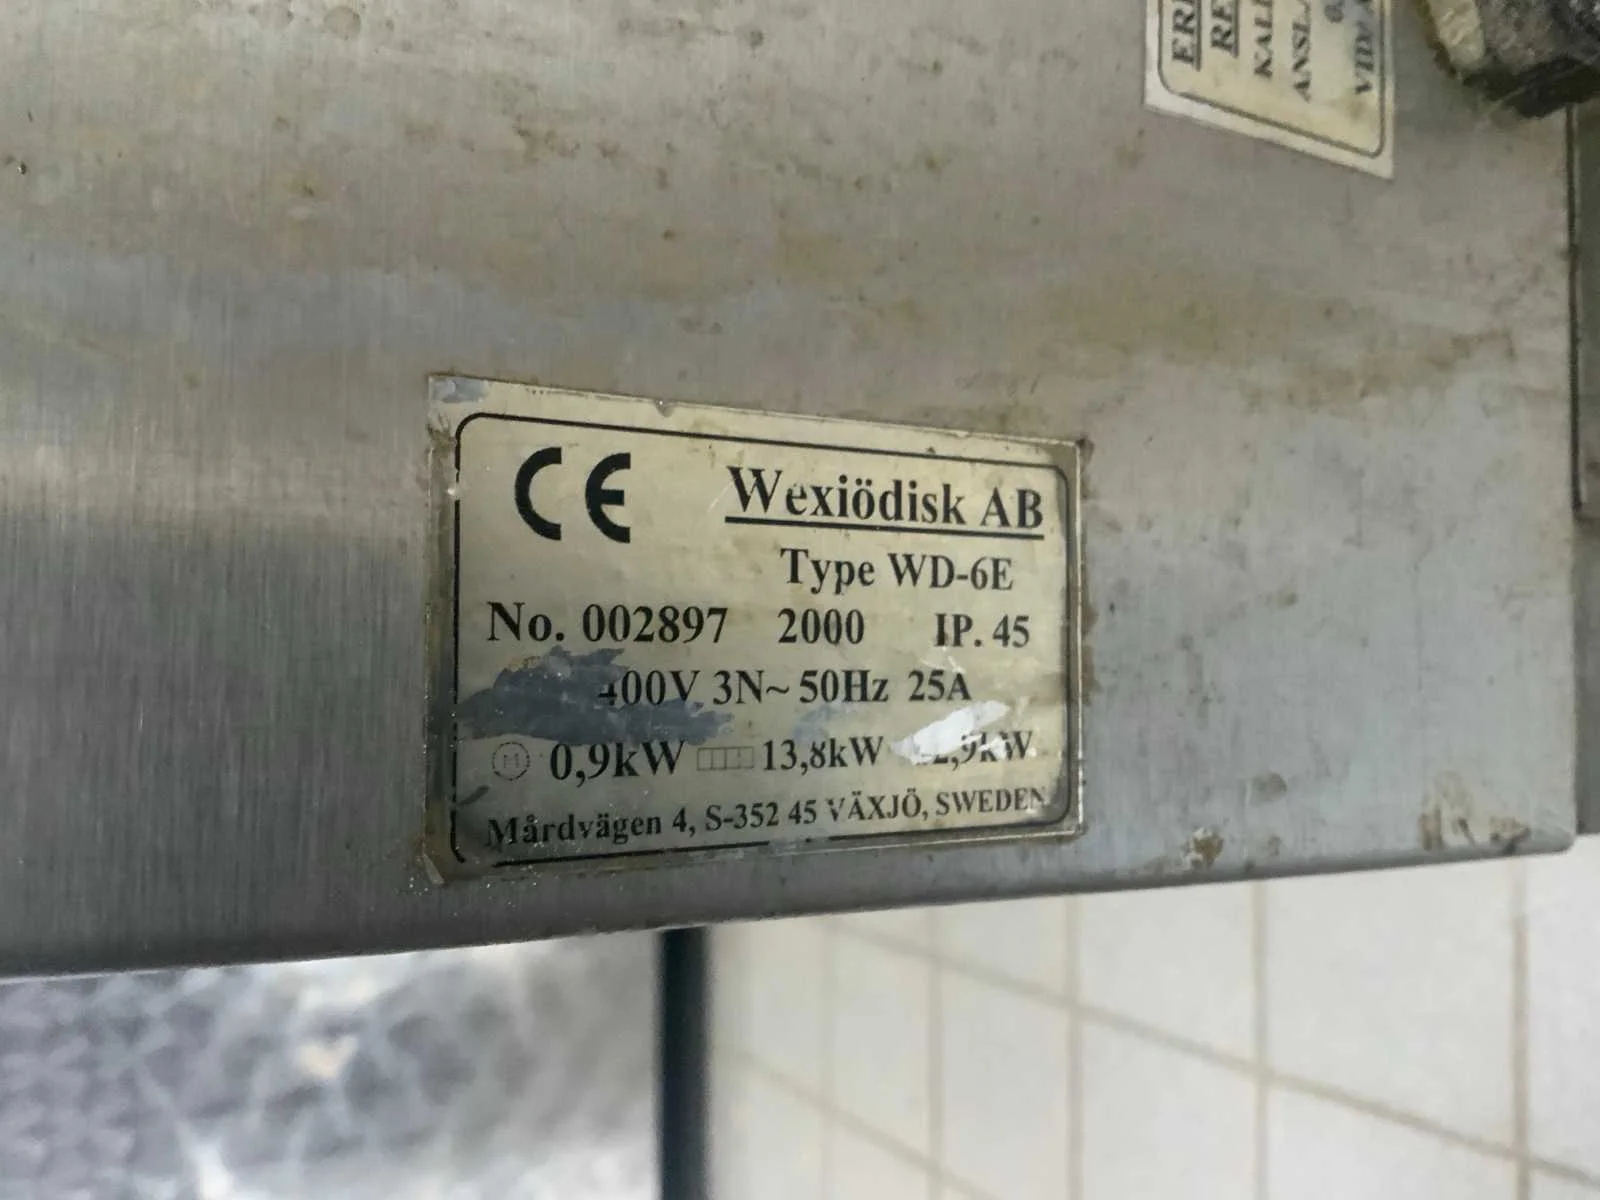 CE Wexiödisk AB
Type WD-6E
No. 002897 2000 IP. 45
400V 3N~ 50Hz 25A
M 0,9kW 13,8kW
Mårdvägen 4, S-352 45 VÄXJÖ, SWEDEN